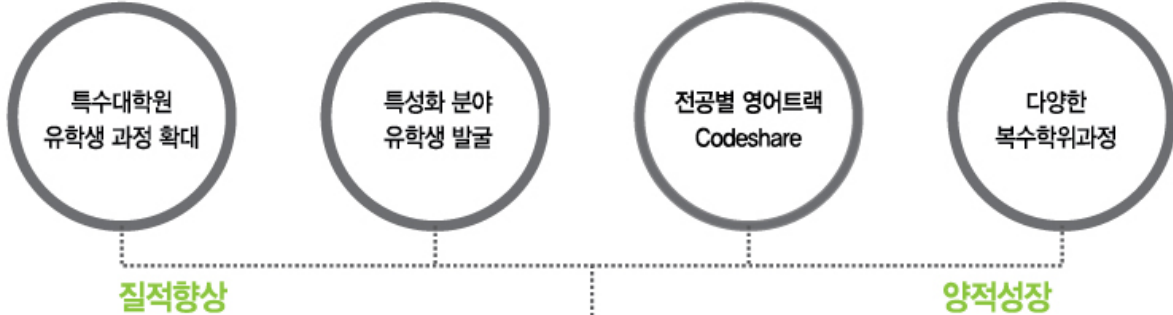 특수대학원
유학생 과정 확대
특성화 분야
유학생 발굴
전공별 영어트랙
Codeshare
다양한
복수학위과정
질적향상
양적성장